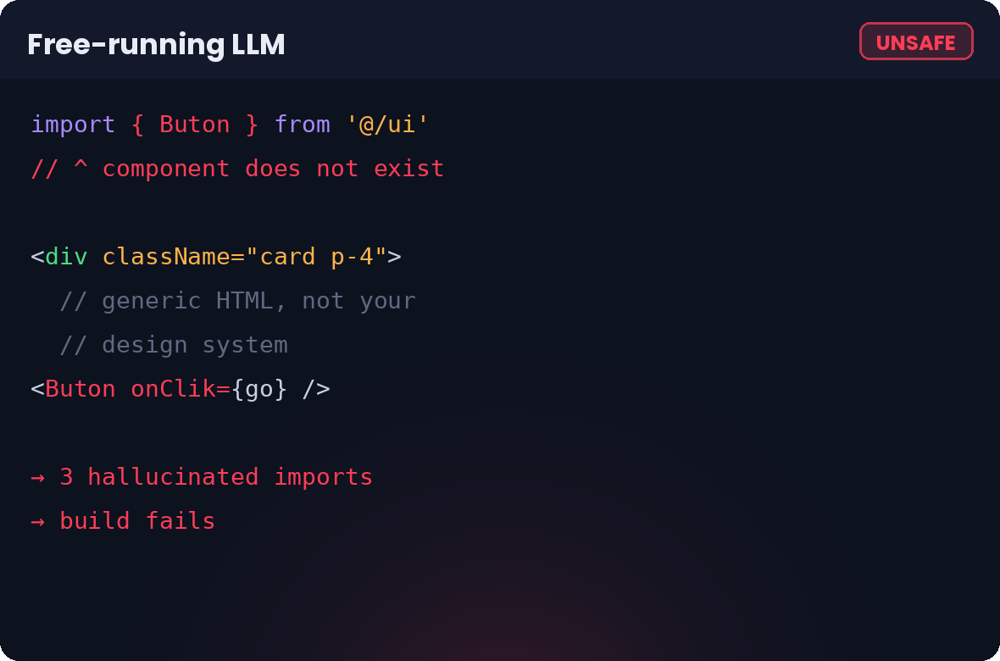 Free-running LLM
UNSAFE
import { Buton } from '@/ui'
// ^ component does not exist
<div className="card p-4">
// generic HTML, not your
// design system
<Buton onClik={go} />
→ 3 hallucinated imports
→ build fails